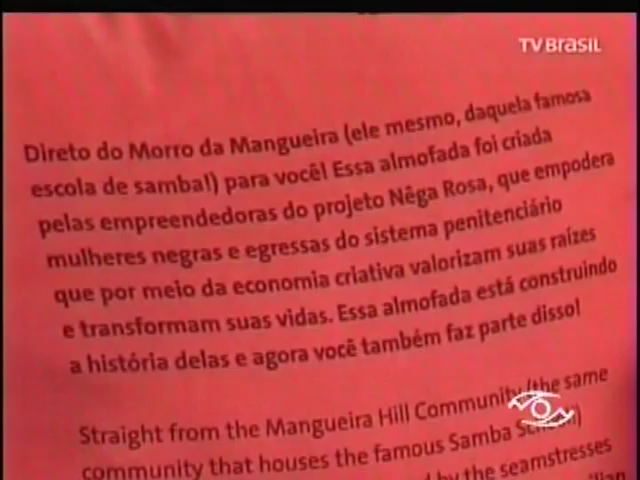 TV BRASIL
Direto do Morro da Mangueira (ele mesmo, daquela famosa
escola de samba!) para você! Essa almofada foi criada
pelas empreendedoras do projeto Nêga Rosa, que empodera
mulheres negras e egressas do sistema penitenciário
que por meio da economia criativa valorizam suas raízes
e transformam suas vidas. Essa almofada está construindo
a história delas e agora você também faz parte disso!
Straight from the Mangueira Hill Community (the same
community that houses the famous Samba School)
by the seamstresses